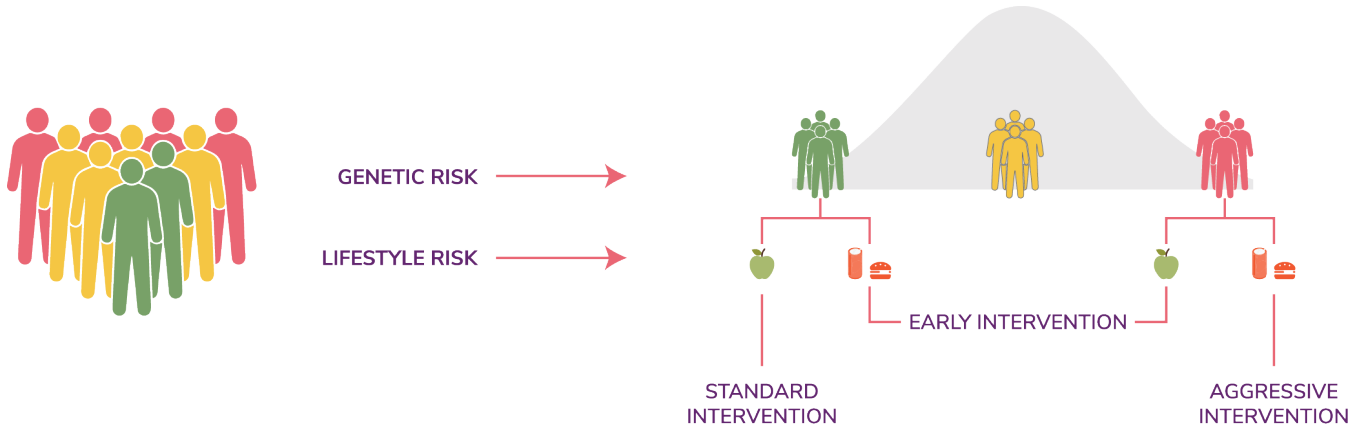 GENETIC RISK
LIFESTYLE RISK
EARLY INTERVENTION
STANDARD
INTERVENTION
AGGRESSIVE
INTERVENTION